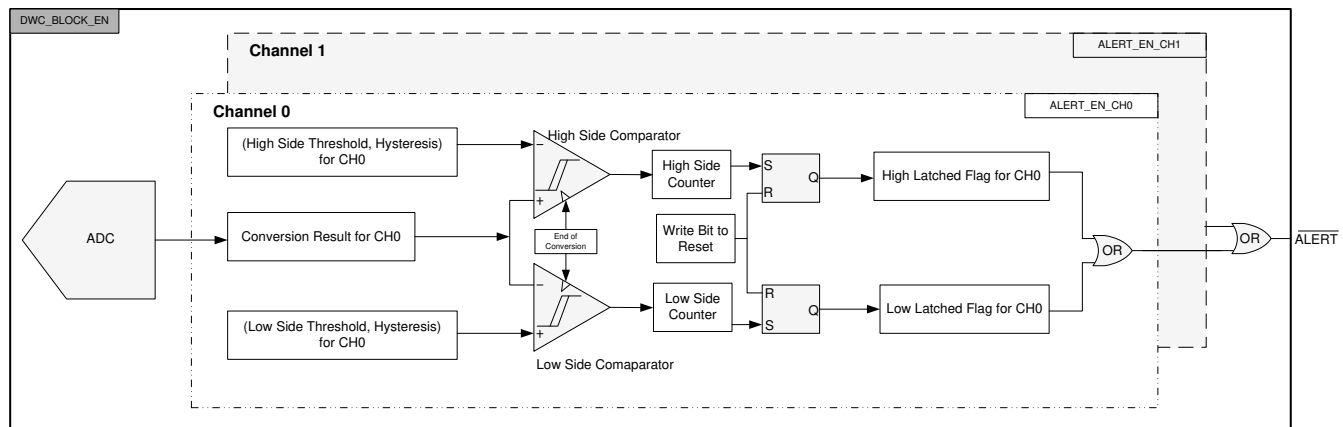 DWC_BLOCK_EN
Channel 1
ALERT_EN_CH1
Channel 0
ALERT_EN_CH0
(High Side Threshold, Hysteresis)
for CH0
High Side Comparator
−
+
High Side
Counter
S
R
Q
High Latched Flag for CH0
ADC
Conversion Result for CH0
End of
Conversion
Write Bit to
Reset
OR
OR
ALERT
(Low Side Threshold, Hysteresis)
for CH0
−
+
Low Side Comaparator
Low Side
Counter
R
S
Q
Low Latched Flag for CH0